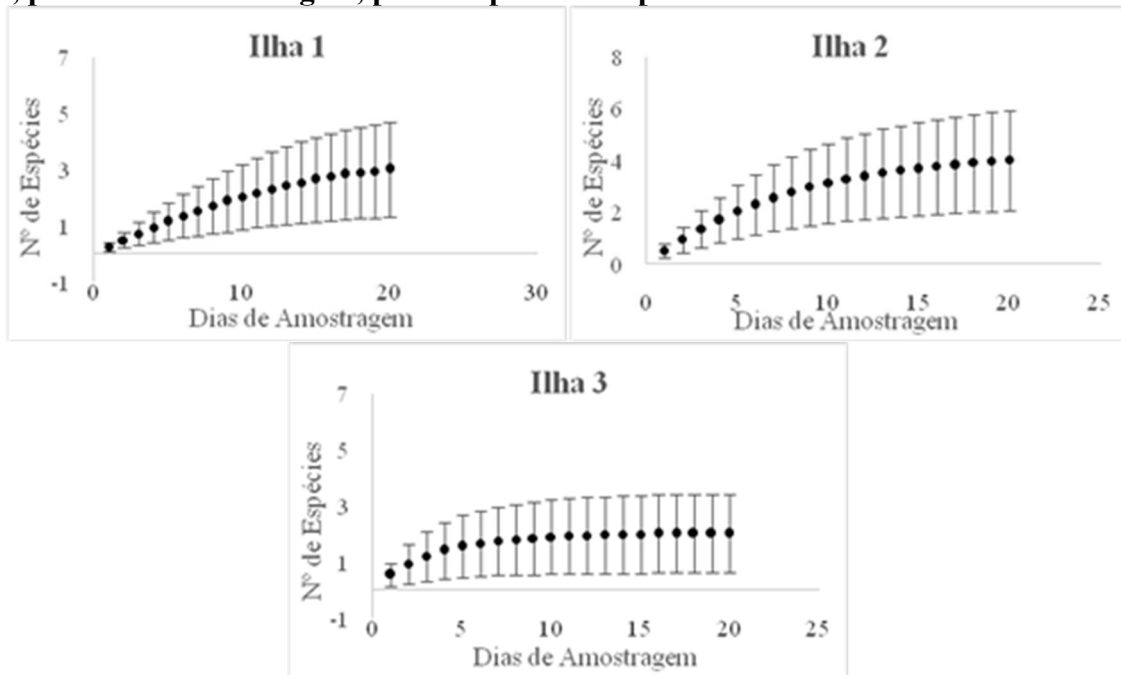 Ilha 1
7
5
3
1
-1
0 10 20 30
Nº de Espécies
Dias de Amostragem
Ilha 2
8
6
4
2
0
0 5 10 15 20 25
Nº de Espécies
Dias de Amostragem
Ilha 3
7
5
3
1
-1
0 5 10 15 20 25
Nº de Espécies
Dias de Amostragem